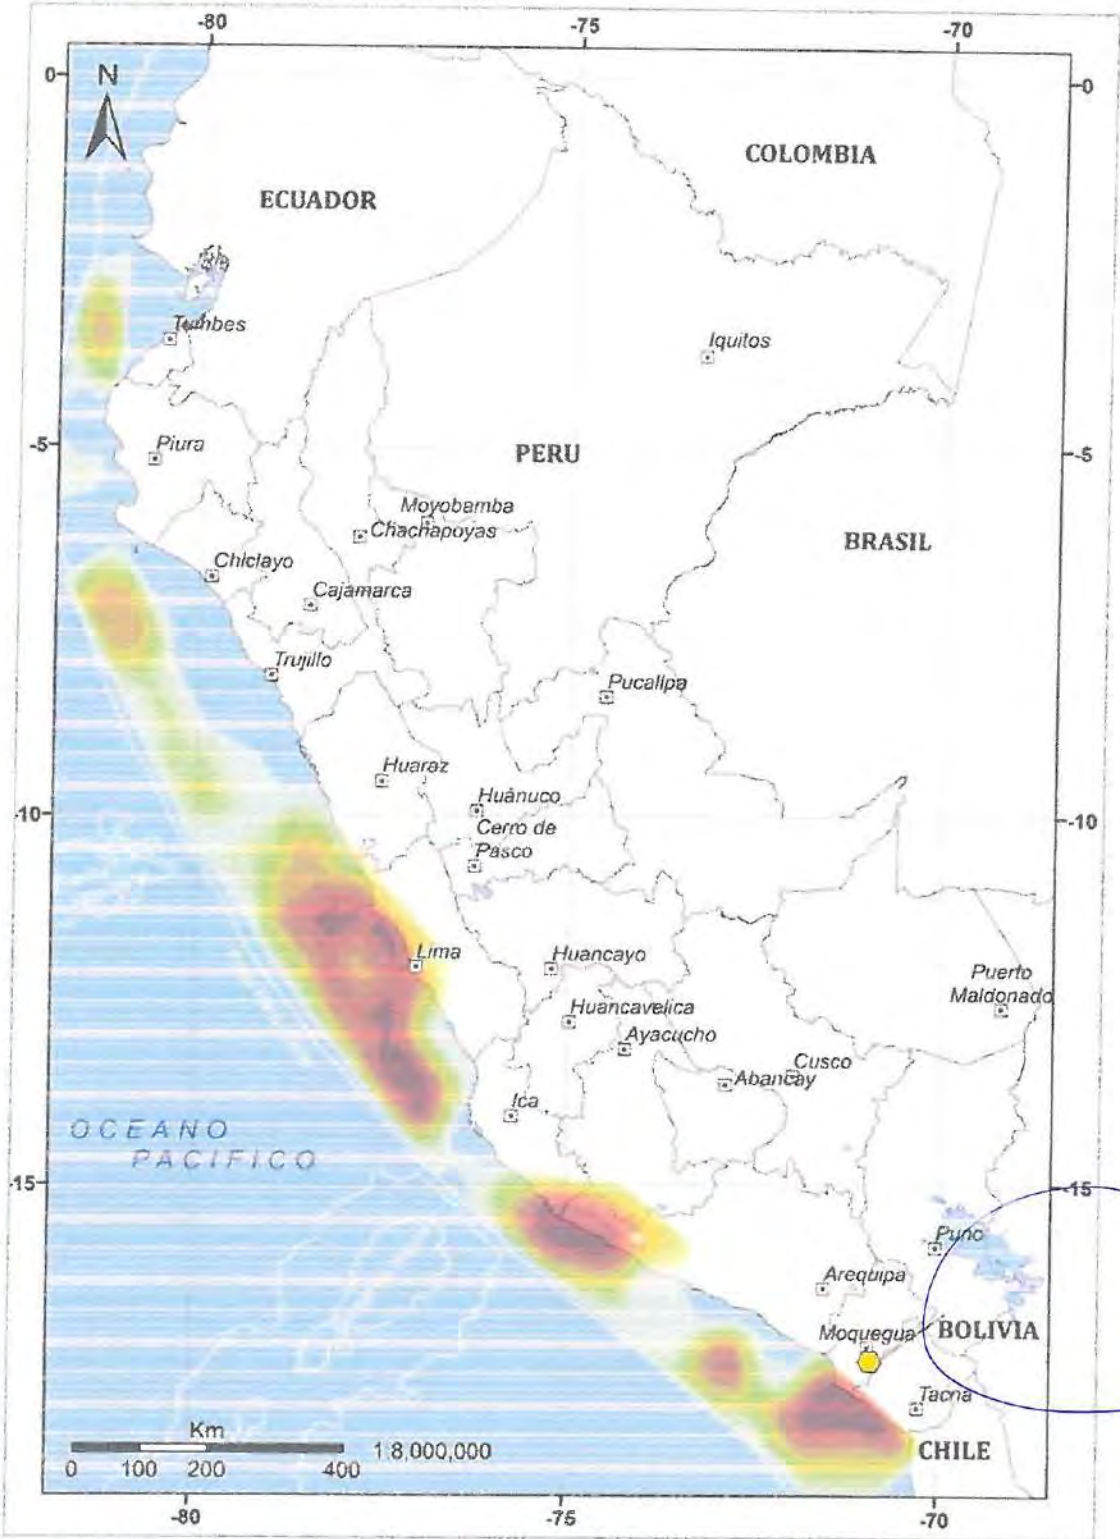 -80 -75 -70
0 N 0
COLOMBIA
ECUADOR
Tumbes
Iquitos
-5 -5
Piura
PERU
Moyobamba
Chachapoyas
BRASIL
Chiclayo
Cajamarca
Trujillo
Pucallpa
Huaraz
Huánuco
-10 -10
Cerro de
Pasco
Lima
Huancayo
Puerto
Maldonado
Huancavelica
Ayacucho
Cusco
Abancay
Ica
OCEANO
PACIFICO
-15 -15
Puno
Arequipa
Moquegua
BOLIVIA
Tacna
Km
1:8,000,000
CHILE
0 100 200 400
-80 -75 -70